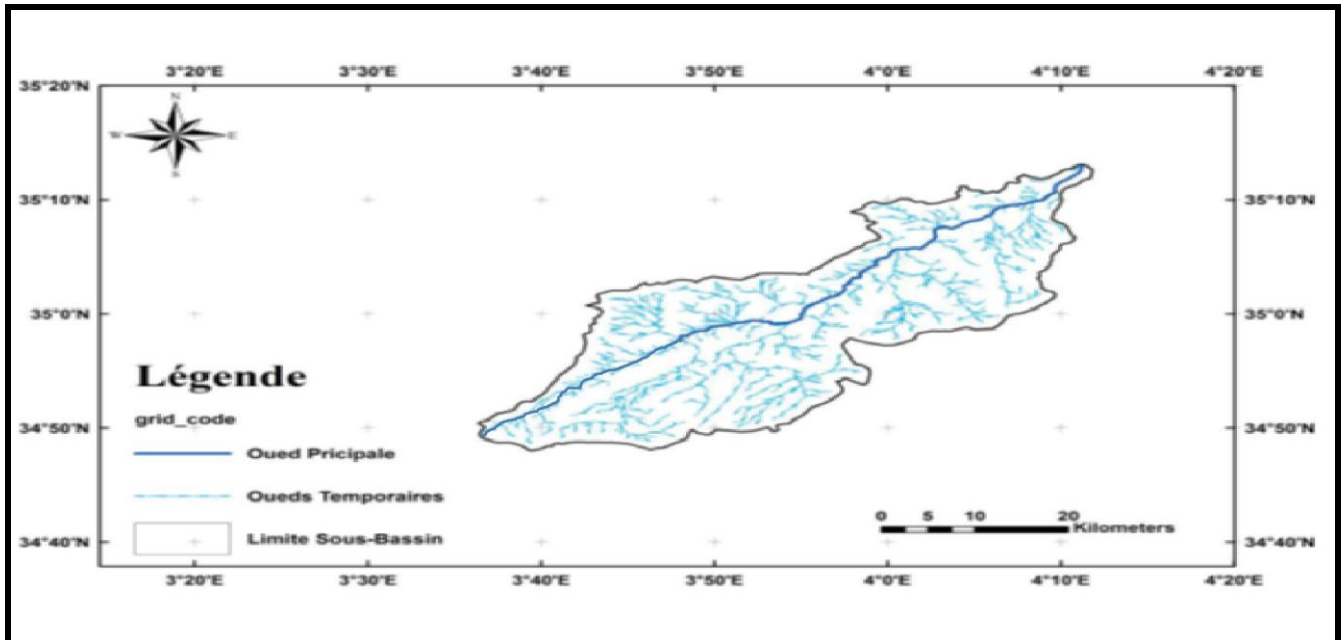 3°20'E 3°30'E 3°40'E 3°50'E 4°0'E 4°10'E 4°20'E
35°20'N 35°20'N
N
W E
S
35°10'N 35°10'N
35°0'N 35°0'N
Légende
grid_code
34°50'N 34°50'N
Oued Pricipale
Oueds Temporaires
0 5 10 20
Kilometers
Limite Sous-Bassin
34°40'N 34°40'N
3°20'E 3°30'E 3°40'E 3°50'E 4°0'E 4°10'E 4°20'E